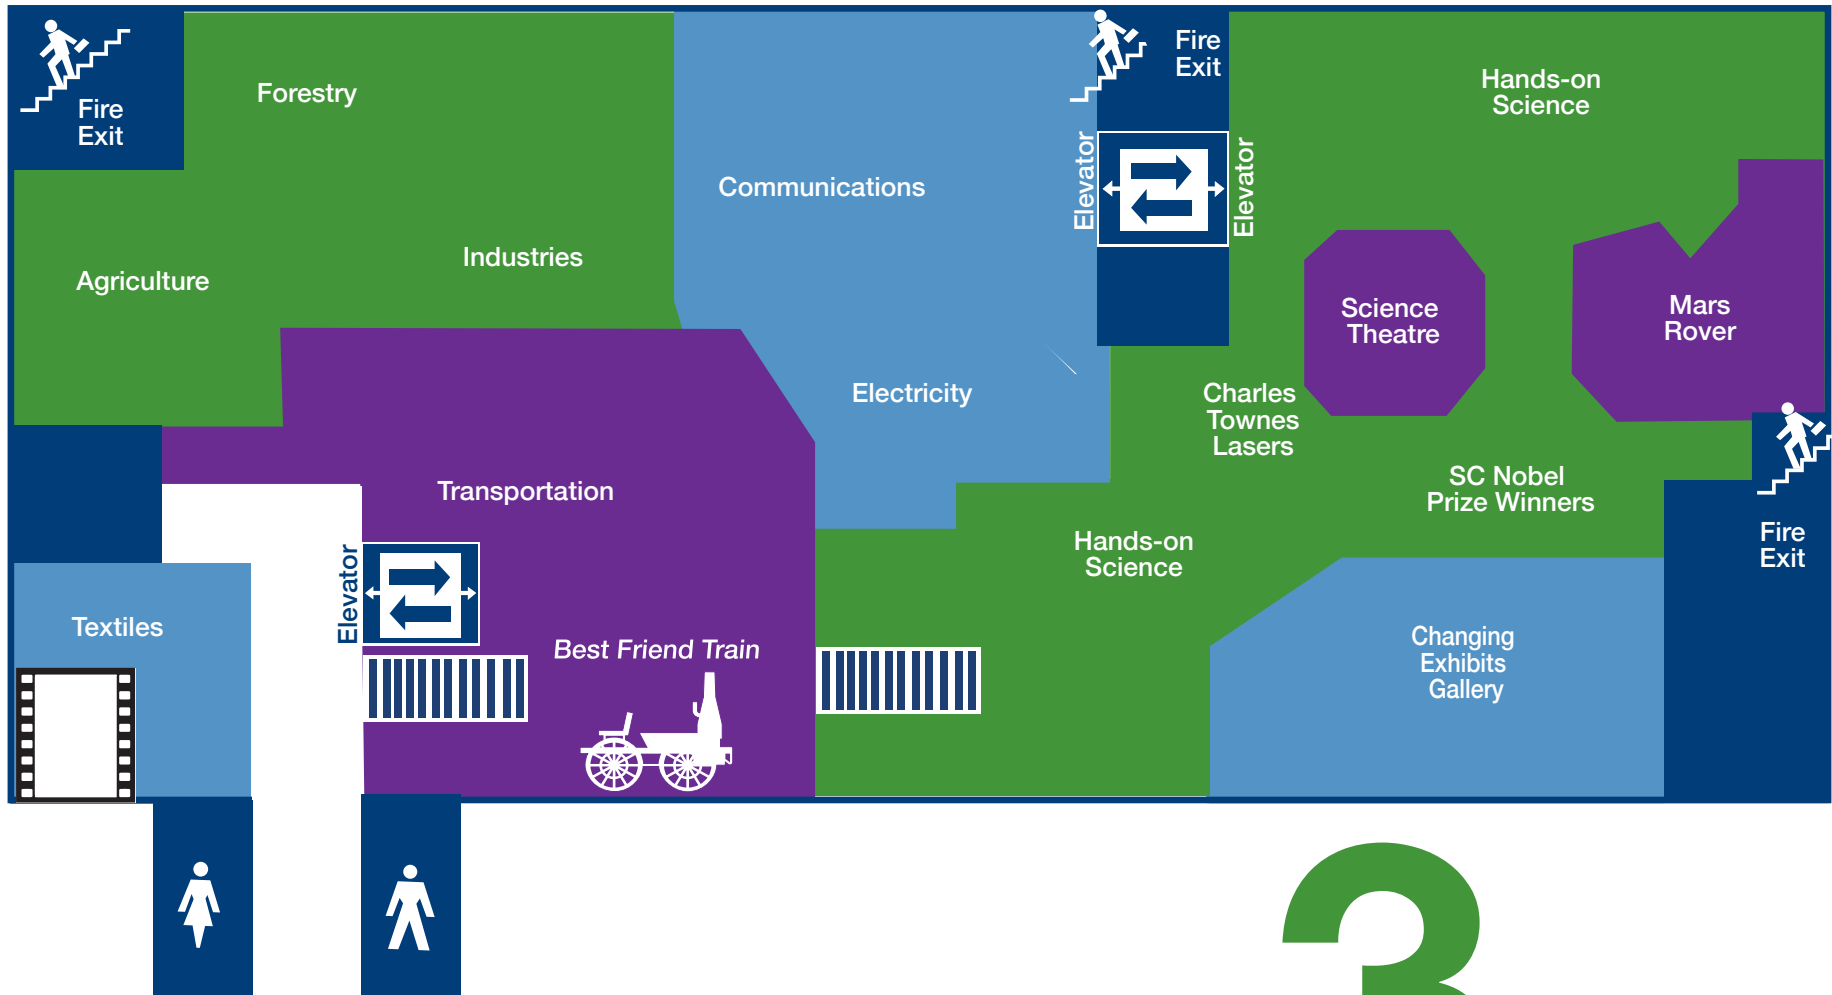 Fire
Exit
Forestry
Fire
Exit
Hands-on
Science
Elevator
Elevator
Communications
Industries
Agriculture
Science
Theatre
Mars
Rover
Electricity
Charles
Townes
Lasers
Transportation
SC Nobel
Prize Winners
Fire
Exit
Hands-on
Science
Elevator
Textiles
Best Friend Train
Changing
Exhibits
Gallery
3